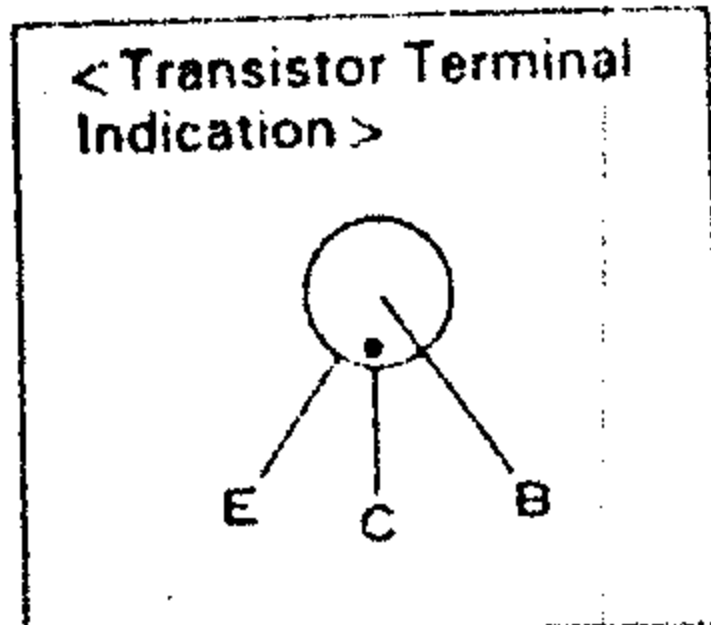 < Transistor Terminal
Indication >
E C B